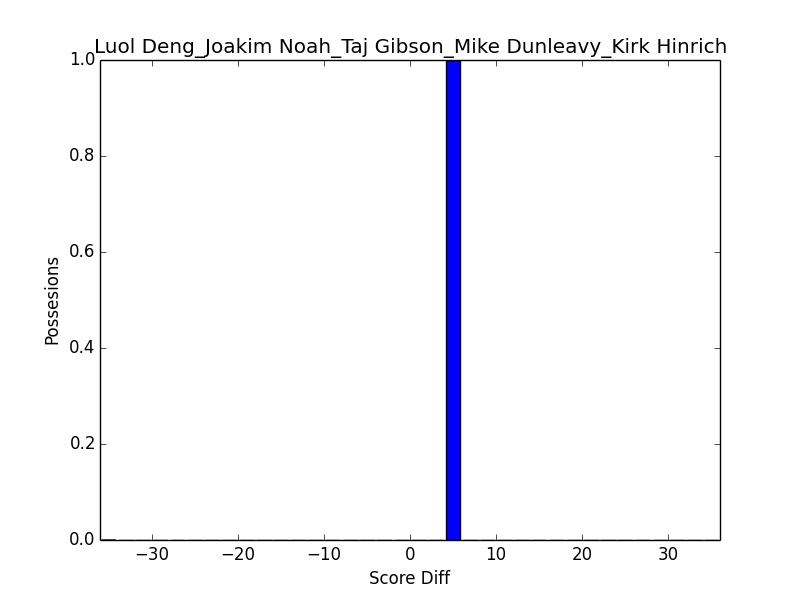 Luol Deng_Joakim Noah_Taj Gibson_Mike Dunleavy_Kirk Hinrich
1.0
0.8
0.6
0.4
0.2
0.0
Possesions
−30 −20 −10 0 10 20 30
Score Diff